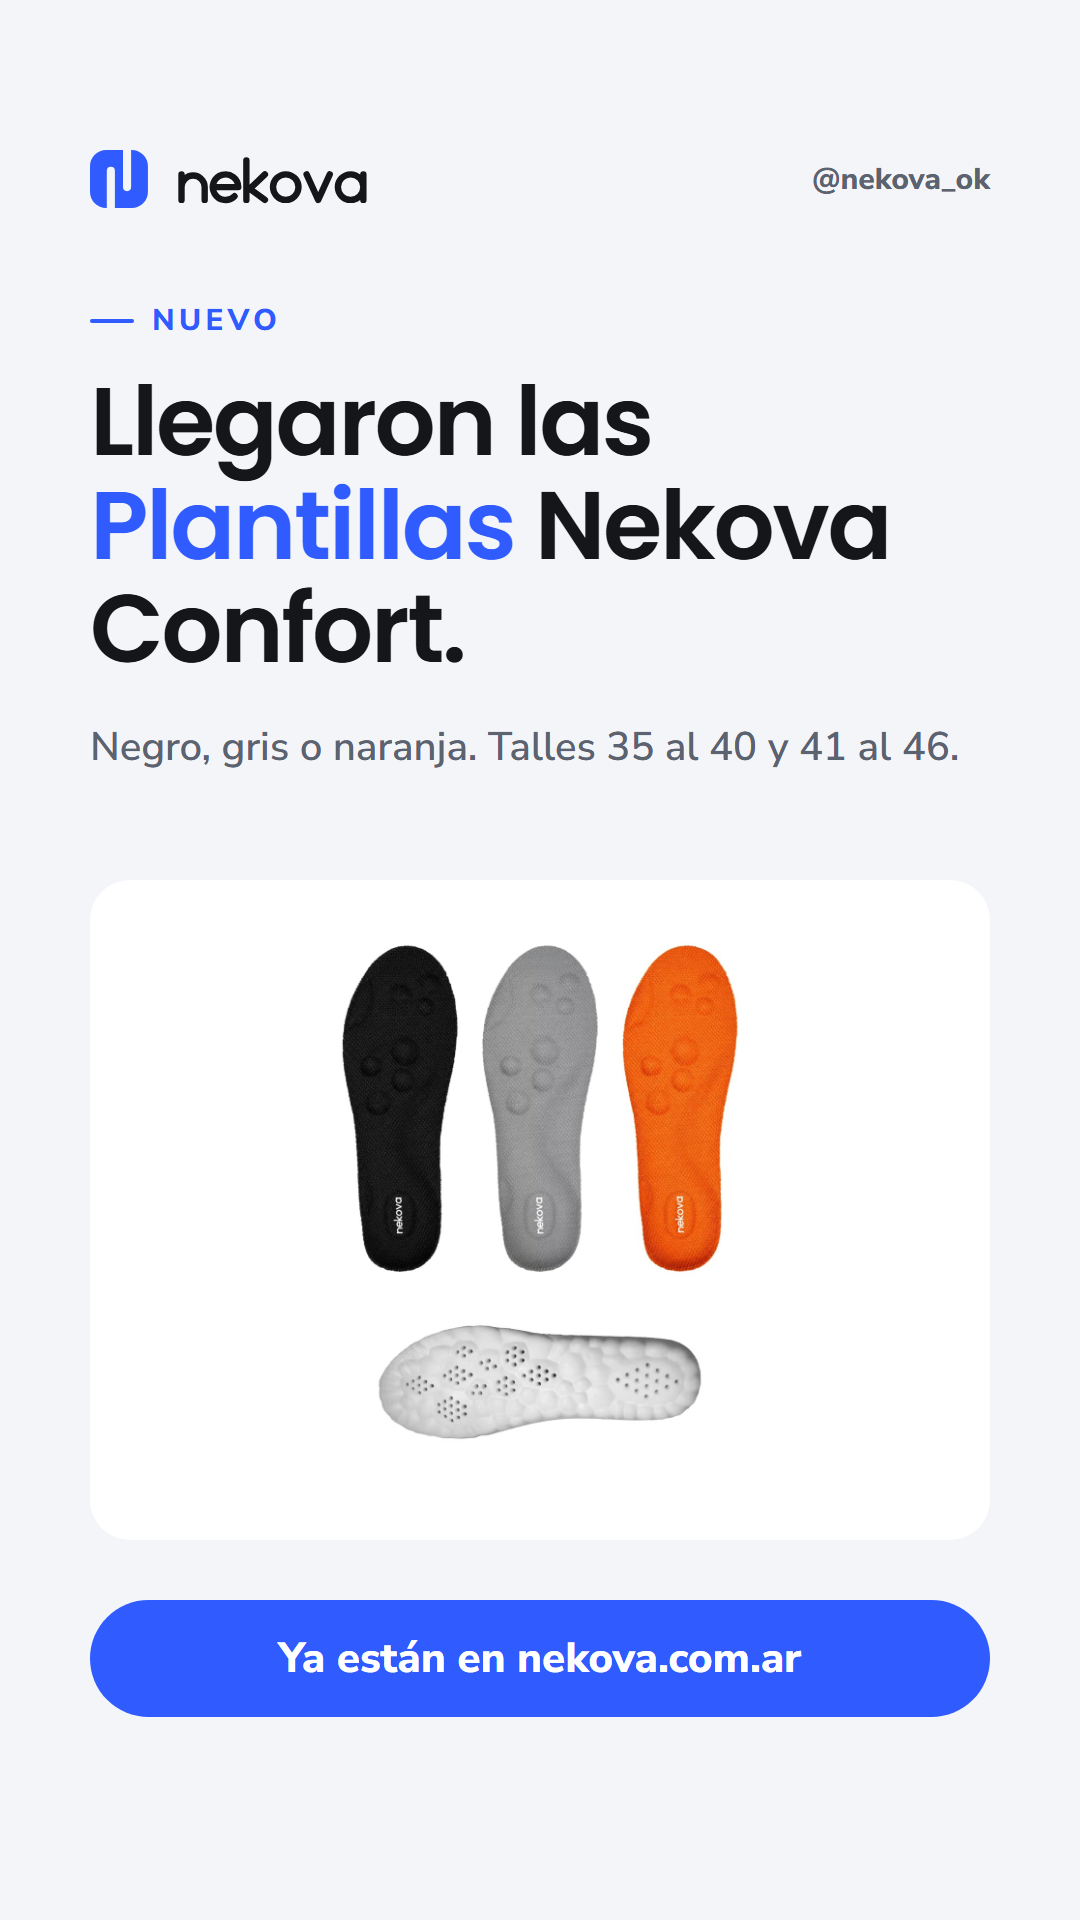 nekova
@nekova_ok
NUEVO
Llegaron las
Plantillas Nekova
Confort.
Negro, gris o naranja. Talles 35 al 40 y 41 al 46.
nekova
nekova
nekova
Ya están en nekova.com.ar